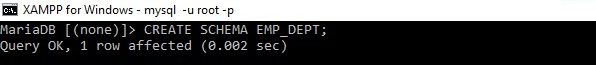 XAMPP for Windows - mysql -u root -p
MariaDB [(none)]> CREATE SCHEMA EMP_DEPT;
Query OK, 1 row affected (0.002 sec)